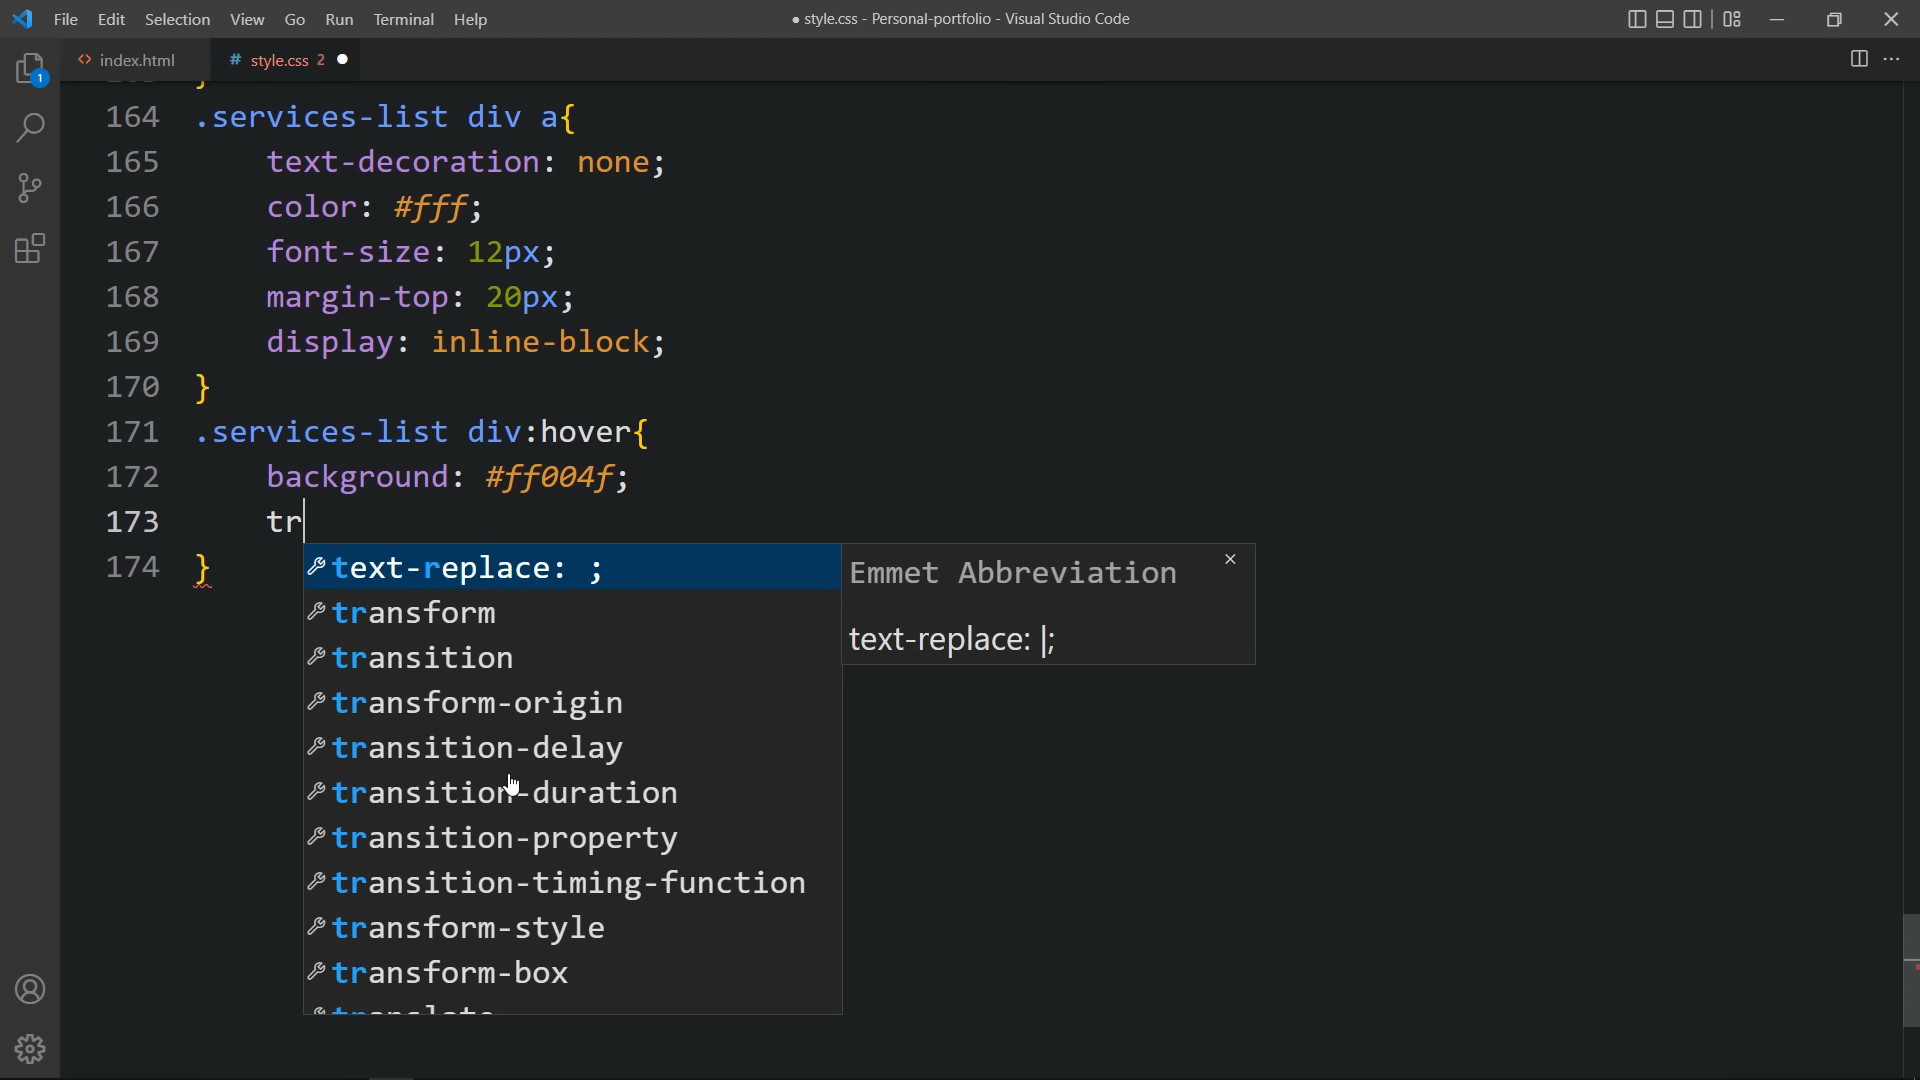 File Edit Selection View Go Run Terminal Help
● style.css - Personal-portfolio - Visual Studio Code
1
<> index.html
# style.css 2 ●
164 .services-list div a{
165 text-decoration: none;
166 color: #fff;
167 font-size: 12px;
168 margin-top: 20px;
169 display: inline-block;
170 }
171 .services-list div:hover{
172 background: #ff004f;
173 tr
174 }
text-replace: ;
transform
transition
transform-origin
transition-delay
transition-duration
transition-property
transition-timing-function
transform-style
transform-box
Emmet Abbreviation
text-replace: |;